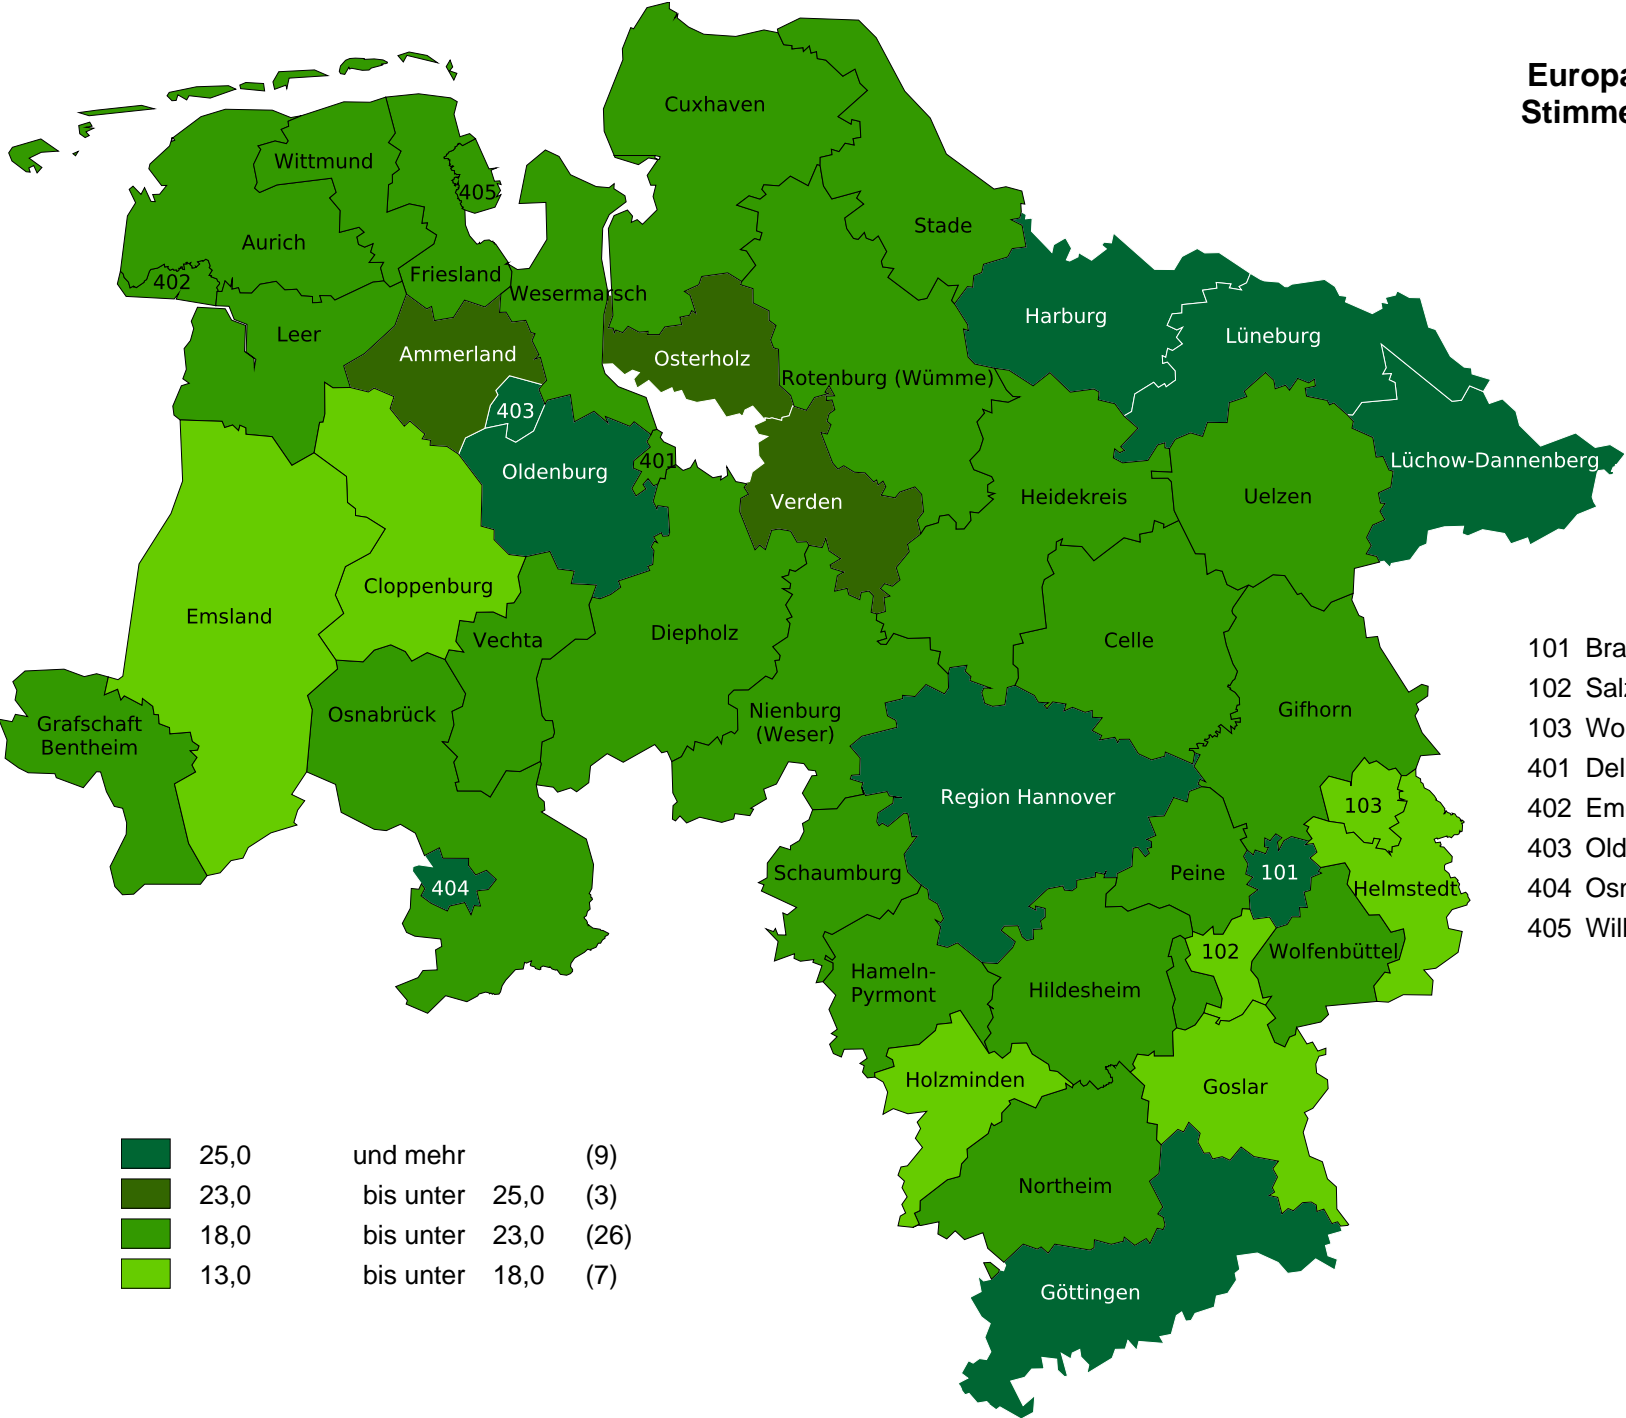 Europa
Stimme
Cuxhaven
Wittmund
405
Stade
Aurich
Friesland
402
Wesermarsch
Harburg
Leer
Lüneburg
Ammerland
Osterholz
Rotenburg (Wümme)
403
Oldenburg
401
Lüchow-Dannenberg
Verden
Heidekreis
Uelzen
Cloppenburg
Emsland
Vechta
Diepholz
Celle
101 Bra
102 Salz
103 Wo
401 Del
402 Em
403 Old
404 Osn
405 Will
Grafschaft
Bentheim
Osnabrück
Nienburg
(Weser)
Gifhorn
Region Hannover
103
Schaumburg
Peine
101
404
Helmstedt
102
Wolfenbüttel
Hameln-
Pyrmont
Hildesheim
Holzminden
Goslar
Northeim
Göttingen
25,0 und mehr (9)
23,0 bis unter 25,0 (3)
18,0 bis unter 23,0 (26)
13,0 bis unter 18,0 (7)